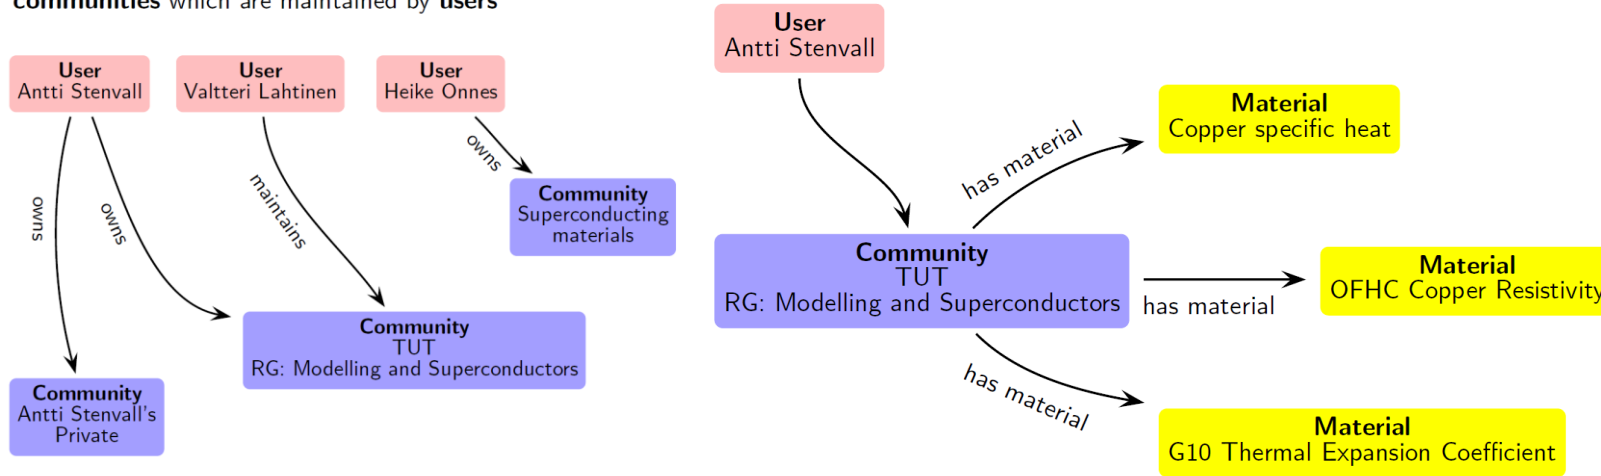 communities which are maintained by users
User
Antti Stenvall
User
Valtteri Lahtinen
User
Heike Onnes
owns
owns
maintains
owns
Community
Superconducting
materials
Community
TUT
RG: Modelling and Superconductors
Community
Antti Stenvall's
Private
User
Antti Stenvall
Community
TUT
RG: Modelling and Superconductors
has material
has material
has material
Material
Copper specific heat
Material
OFHC Copper Resistivity
Material
G10 Thermal Expansion Coefficient